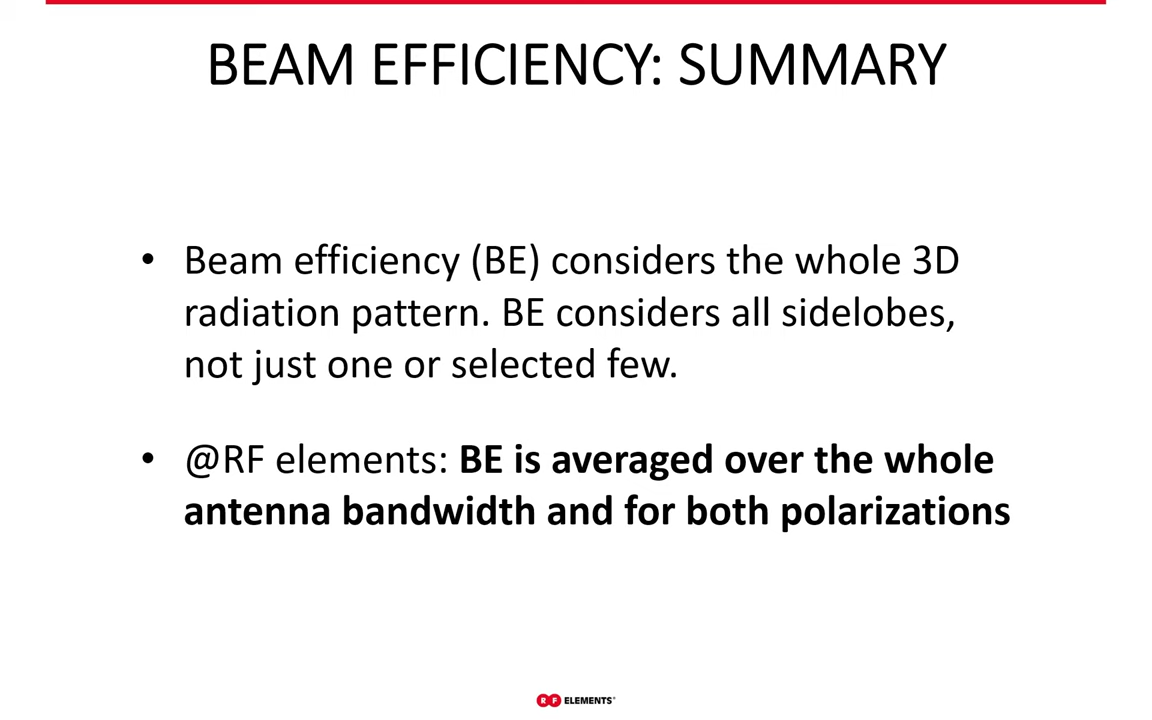 BEAM EFFICIENCY: SUMMARY
• Beam efficiency (BE) considers the whole 3D
radiation pattern. BE considers all sidelobes,
not just one or selected few.
• @RF elements: BE is averaged over the whole
antenna bandwidth and for both polarizations
RF ELEMENTS®